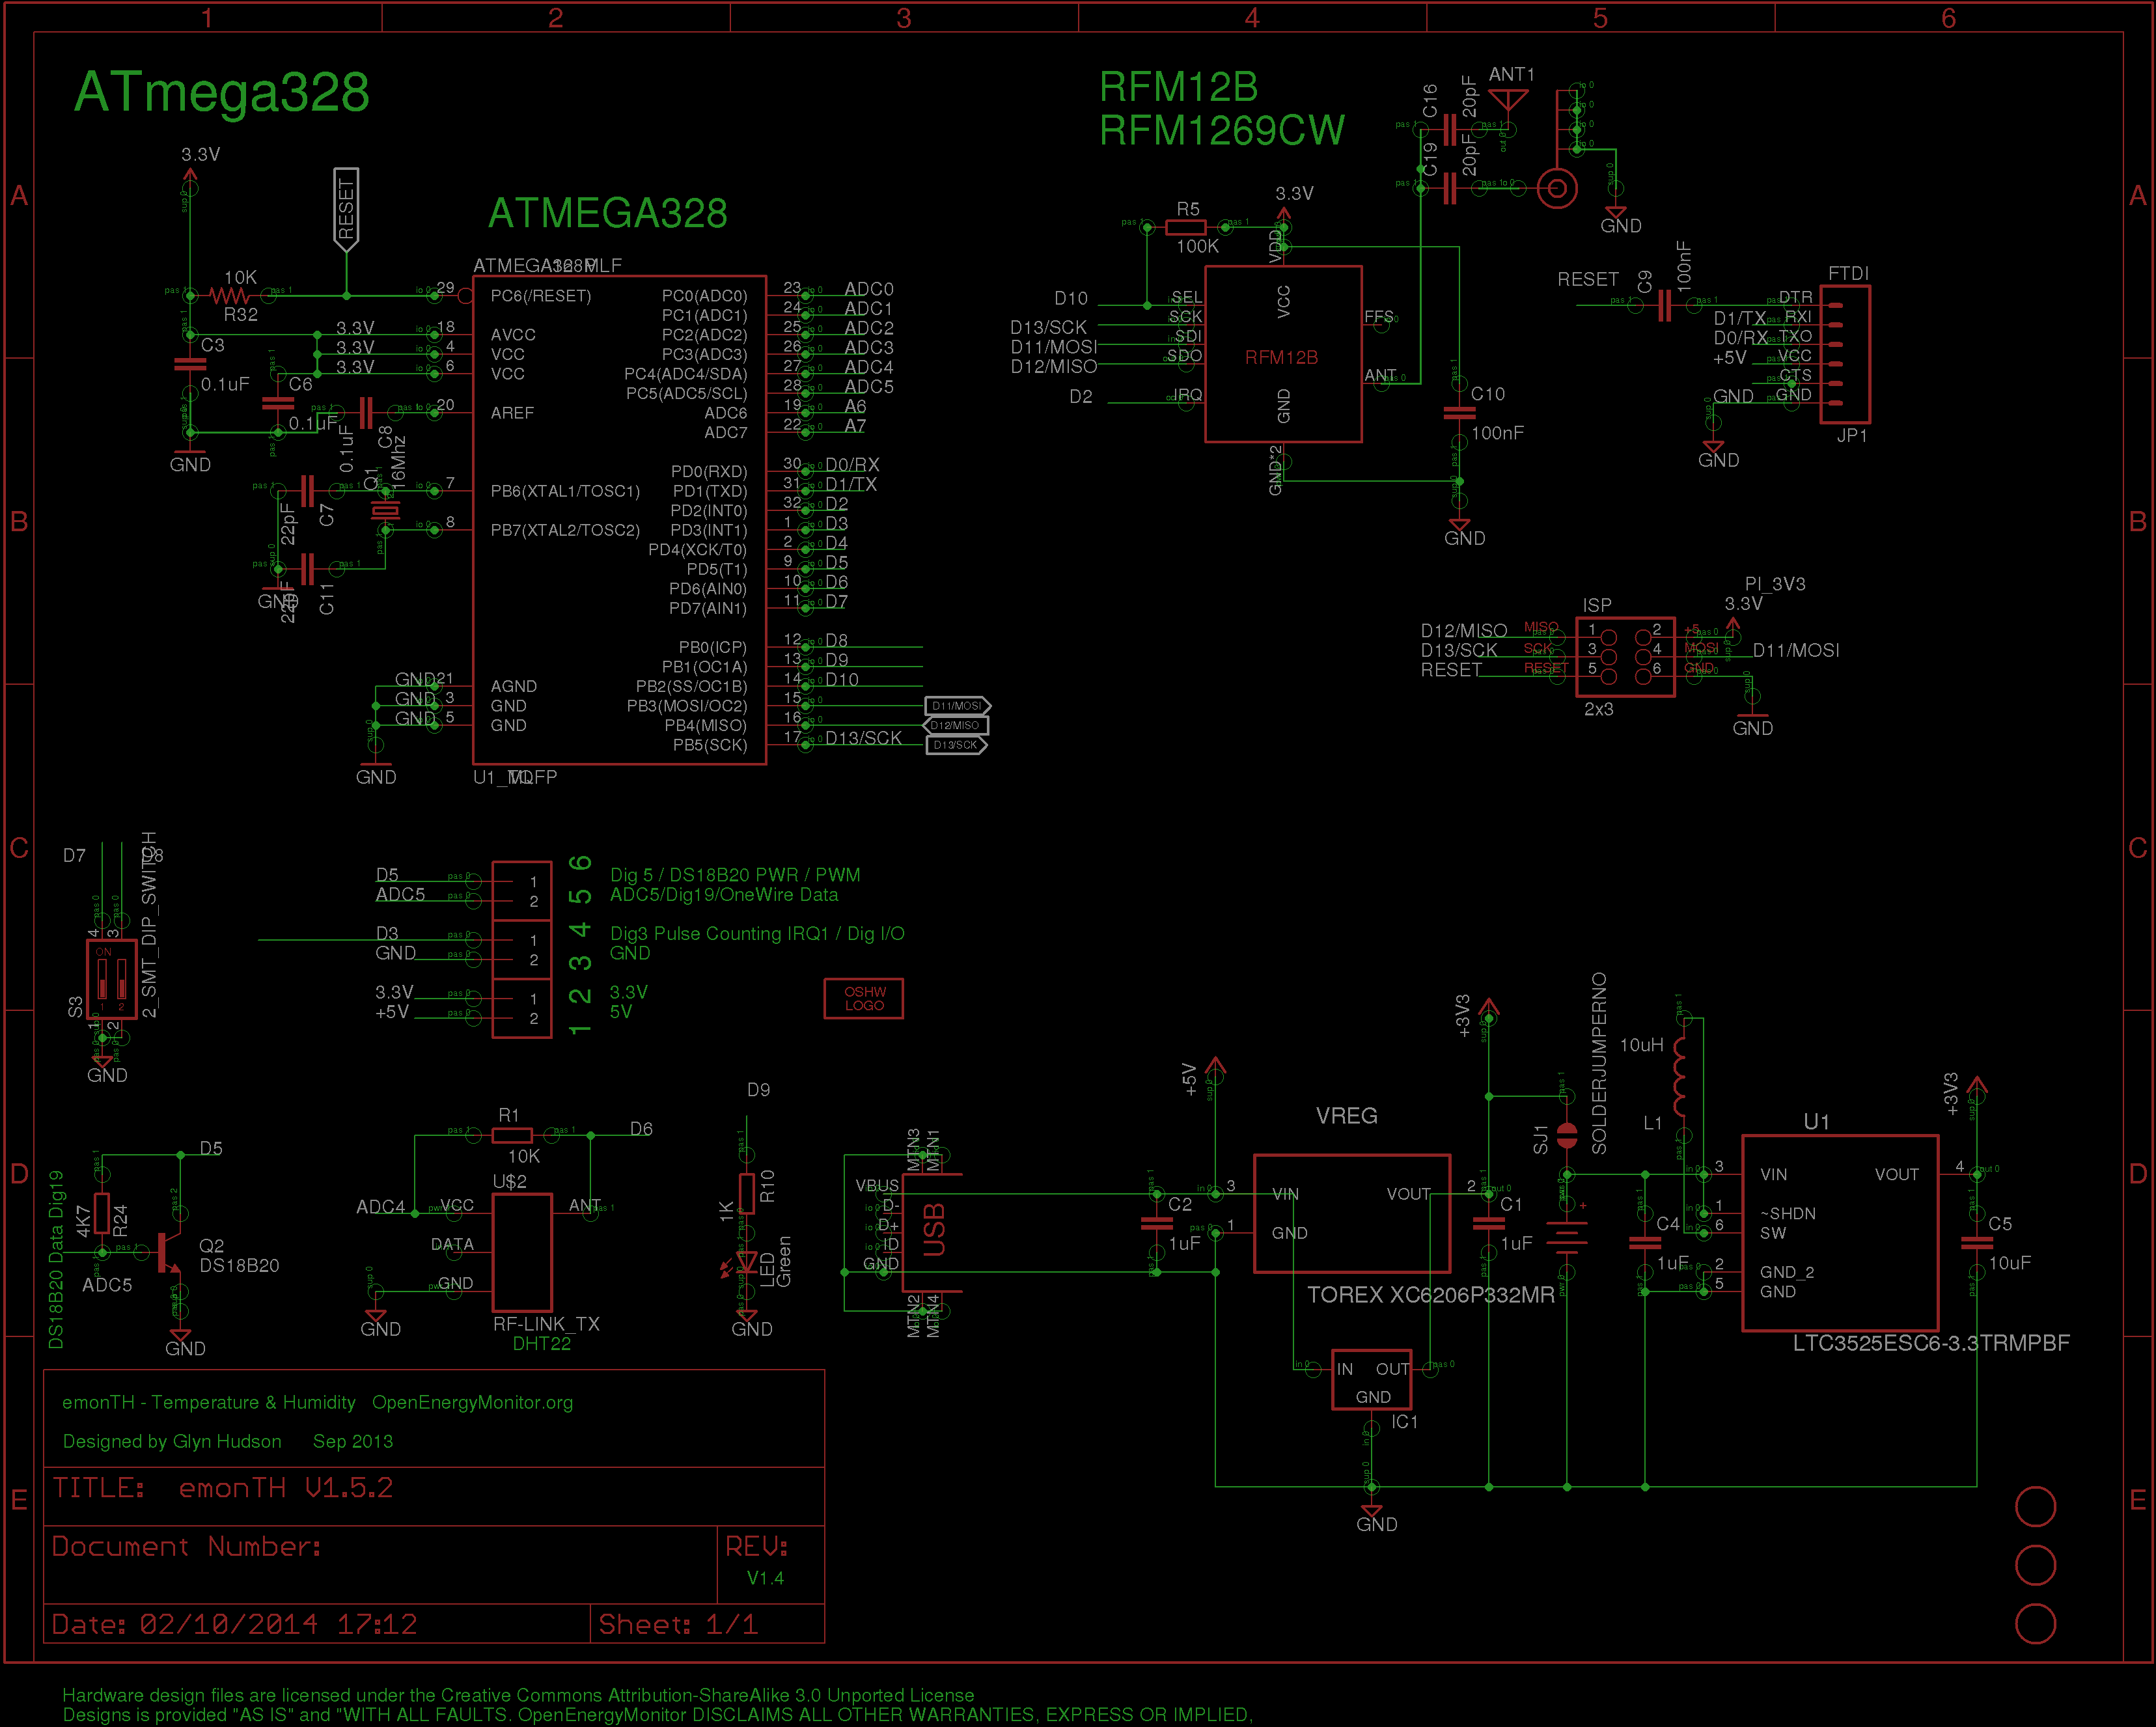 1 2 3 4 5 6
A A
B B
C C
D D
E E
ATmega328
3.3V
RESET
ATMEGA328
10K
R32
C3
0.1uF
C6
0.1uF
GND
3.3V
3.3V
3.3V
0.1uF
C8
16Mhz
22pF
C7
C11
GND
GND
GND
GND
GND
29 PC6(/RESET)
18 AVCC
4 VCC
6 VCC
20 AREF
7 PB6(XTAL1/TOSC1)
8 PB7(XTAL2/TOSC2)
21 AGND
3 GND
5 GND
PC0(ADC0) 23 ADC0
PC1(ADC1) 24 ADC1
PC2(ADC2) 25 ADC2
PC3(ADC3) 26 ADC3
PC4(ADC4/SDA) 27 ADC4
PC5(ADC5/SCL) 28 ADC5
ADC6 19 A6
ADC7 22 A7
PD0(RXD) 30 D0/RX
PD1(TXD) 31 D1/TX
PD2(INT0) 32 D2
PD3(INT1) 1 D3
PD4(XCK/T0) 2 D4
PD5(T1) 9 D5
PD6(AIN0) 10 D6
PD7(AIN1) 11 D7
PB0(ICP) 12 D8
PB1(OC1A) 13 D9
PB2(SS/OC1B) 14 D10
PB3(MOSI/OC2) 15 D11/MOSI
PB4(MISO) 16 D12/MISO
PB5(SCK) 17 D13/SCK D13/SCK
RFM12B
RFM1269CW
C16
20pF
ANT1
C19
20pF
GND
3.3V
R5
100K
VDD
D10 SEL
D13/SCK SCK
D11/MOSI SDI
D12/MISO SDO
D2 IRQ
VCC
RFM12B
GND
FFS
ANT
GND*2
C10
100nF
GND
RESET
C9
100nF
FTDI
DTR
D1/TX RXI
D0/RX TXO
+5V VCC
CTS
GND GND
JP1
GND
PI_3V3
ISP
3.3V
D12/MISO MISO 1 2 +5
D13/SCK SCK 3 4 MOSI D11/MOSI
RESET RESET 5 6 GND
2x3
GND
D7 D8
4 3
ON
1 2
S3
2_SMT_DIP_SWITCH
1 2
GND
D5 1 6 Dig 5 / DS18B20 PWR / PWM
ADC5 2 5 ADC5/Dig19/OneWire Data
D3 1 4 Dig3 Pulse Counting IRQ1 / Dig I/O
GND 2 3 GND
3.3V 1 2 3.3V
+5V 2 1 5V
OSHW
LOGO
DS18B20 Data Dig19
D5
4K7
R24
Q2
DS18B20
ADC5
GND
R1
10K
D6
U$2
ADC4 VCC ANT
DATA
GND
GND
RF-LINK_TX
DHT22
D9
1K
R10
LED
Green
GND
MTN3
MTN1
VBUS
D-
D+
ID
GND
USB
MTN2
MTN4
+5V
C2
1uF
VREG
3 VIN VOUT 2
1 GND
TOREX XC6206P332MR
+3V3
C1
1uF
IN OUT
GND
IC1
GND
SJ1
SOLDERJUMPERNO
+
10uH
L1
C4
1uF
U1
3 VIN VOUT 4
1 ~SHDN
6 SW
2 GND_2
5 GND
LTC3525ESC6-3.3TRMPBF
+3V3
C5
10uF
emonTH - Temperature & Humidity OpenEnergyMonitor.org
Designed by Glyn Hudson Sep 2013
TITLE: emonTH V1.5.2
Document Number:
REV:
V1.4
Date: 02/10/2014 17:12
Sheet: 1/1
Hardware design files are licensed under the Creative Commons Attribution-ShareAlike 3.0 Unported License
Designs is provided "AS IS" and "WITH ALL FAULTS. OpenEnergyMonitor DISCLAIMS ALL OTHER WARRANTIES, EXPRESS OR IMPLIED,